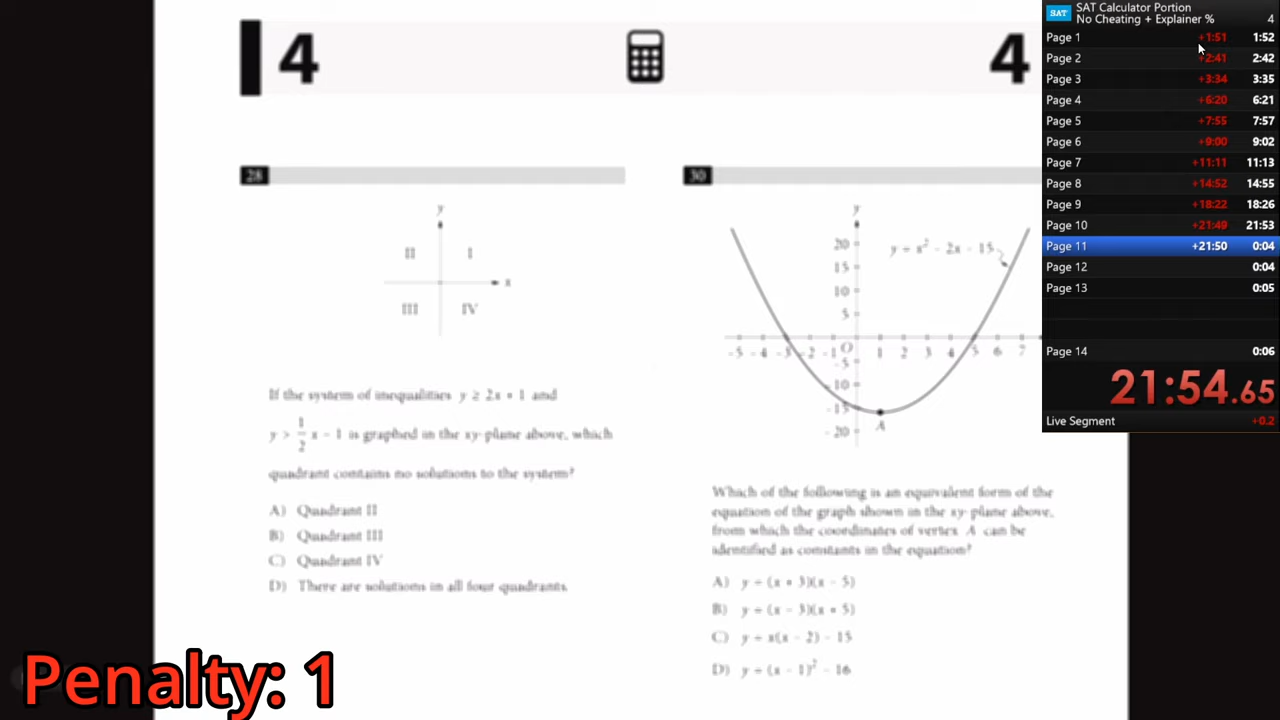 4
4
28
y
II
I
x
III
IV
If the system of inequalities y ≥ 2x + 1 and
y > 1/2 x − 1 is graphed in the xy-plane above, which
quadrant contains no solutions to the system?
A) Quadrant II
B) Quadrant III
C) Quadrant IV
D) There are solutions in all four quadrants.
30
y
20
y = x² − 2x − 15
15
10
5
-5 -4 -3 -2 -1 O 1 2 3 4 5 6 7
-5
-10
-15
-20
A
Which of the following is an equivalent form of the
equation of the graph shown in the xy-plane above,
from which the coordinates of vertex A can be
identified as constants in the equation?
A) y = (x + 3)(x − 5)
B) y = (x − 3)(x + 5)
C) y = x(x − 2) − 15
D) y = (x − 1)² − 16
SAT
SAT Calculator Portion
No Cheating + Explainer % 4
Page 1 +1:51 1:52
Page 2 +2:41 2:42
Page 3 +3:34 3:35
Page 4 +6:20 6:21
Page 5 +7:55 7:57
Page 6 +9:00 9:02
Page 7 +11:11 11:13
Page 8 +14:52 14:55
Page 9 +18:22 18:26
Page 10 +21:49 21:53
Page 11 +21:50 0:04
Page 12 0:04
Page 13 0:05
Page 14 0:06
21:54.65
Live Segment +0.2
Penalty: 1